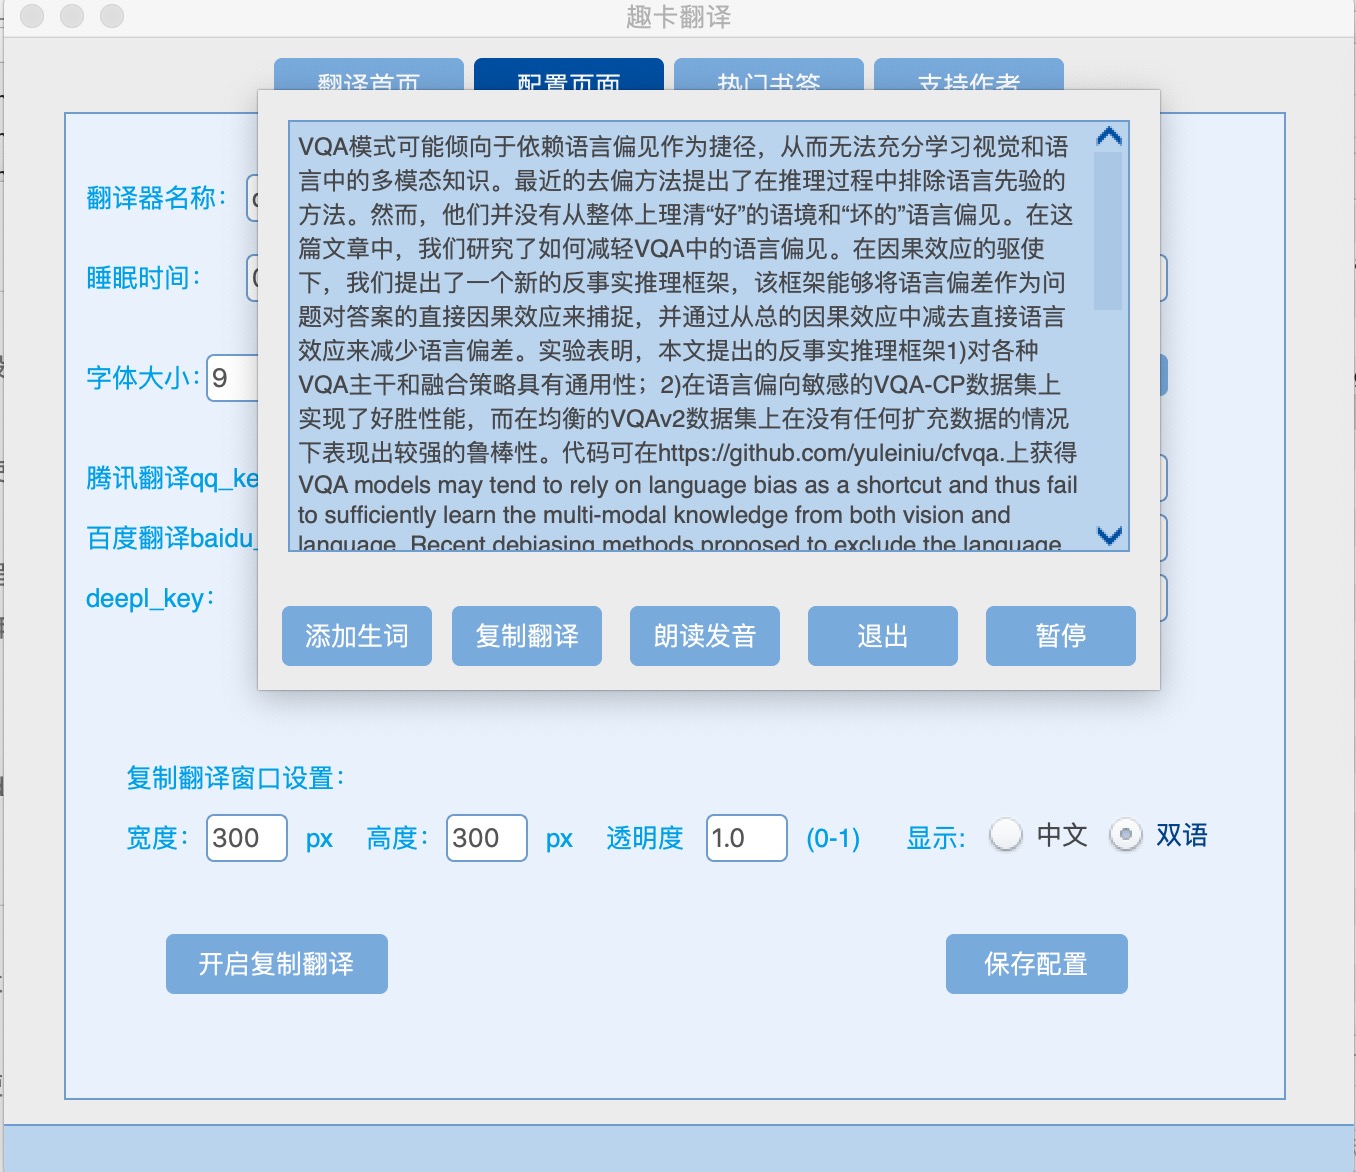 趣卡翻译
翻译首页 配置页面 热门书签 支持作者
VQA模式可能倾向于依赖语言偏见作为捷径，从而无法充分学习视觉和语
言中的多模态知识。最近的去偏方法提出了在推理过程中排除语言先验的
方法。然而，他们并没有从整体上理清“好”的语境和“坏的”语言偏见。在这
篇文章中，我们研究了如何减轻VQA中的语言偏见。在因果效应的驱使
下，我们提出了一个新的反事实推理框架，该框架能够将语言偏差作为问
题对答案的直接因果效应来捕捉，并通过从总的因果效应中减去直接语言
效应来减少语言偏差。实验表明，本文提出的反事实推理框架1)对各种
VQA主干和融合策略具有通用性；2)在语言偏向敏感的VQA-CP数据集上
实现了好胜性能，而在均衡的VQAv2数据集上在没有任何扩充数据的情况
下表现出较强的鲁棒性。代码可在https://github.com/yuleiniu/cfvqa.上获得
VQA models may tend to rely on language bias as a shortcut and thus fail
to sufficiently learn the multi-modal knowledge from both vision and
language. Recent debiasing methods proposed to exclude the language
添加生词 复制翻译 朗读发音 退出 暂停
翻译器名称：
睡眠时间：
字体大小： 9
腾讯翻译qq_ke
百度翻译baidu_
deepl_key：
复制翻译窗口设置：
宽度： 300 px 高度： 300 px 透明度 1.0 (0-1) 显示: 中文 双语
开启复制翻译 保存配置